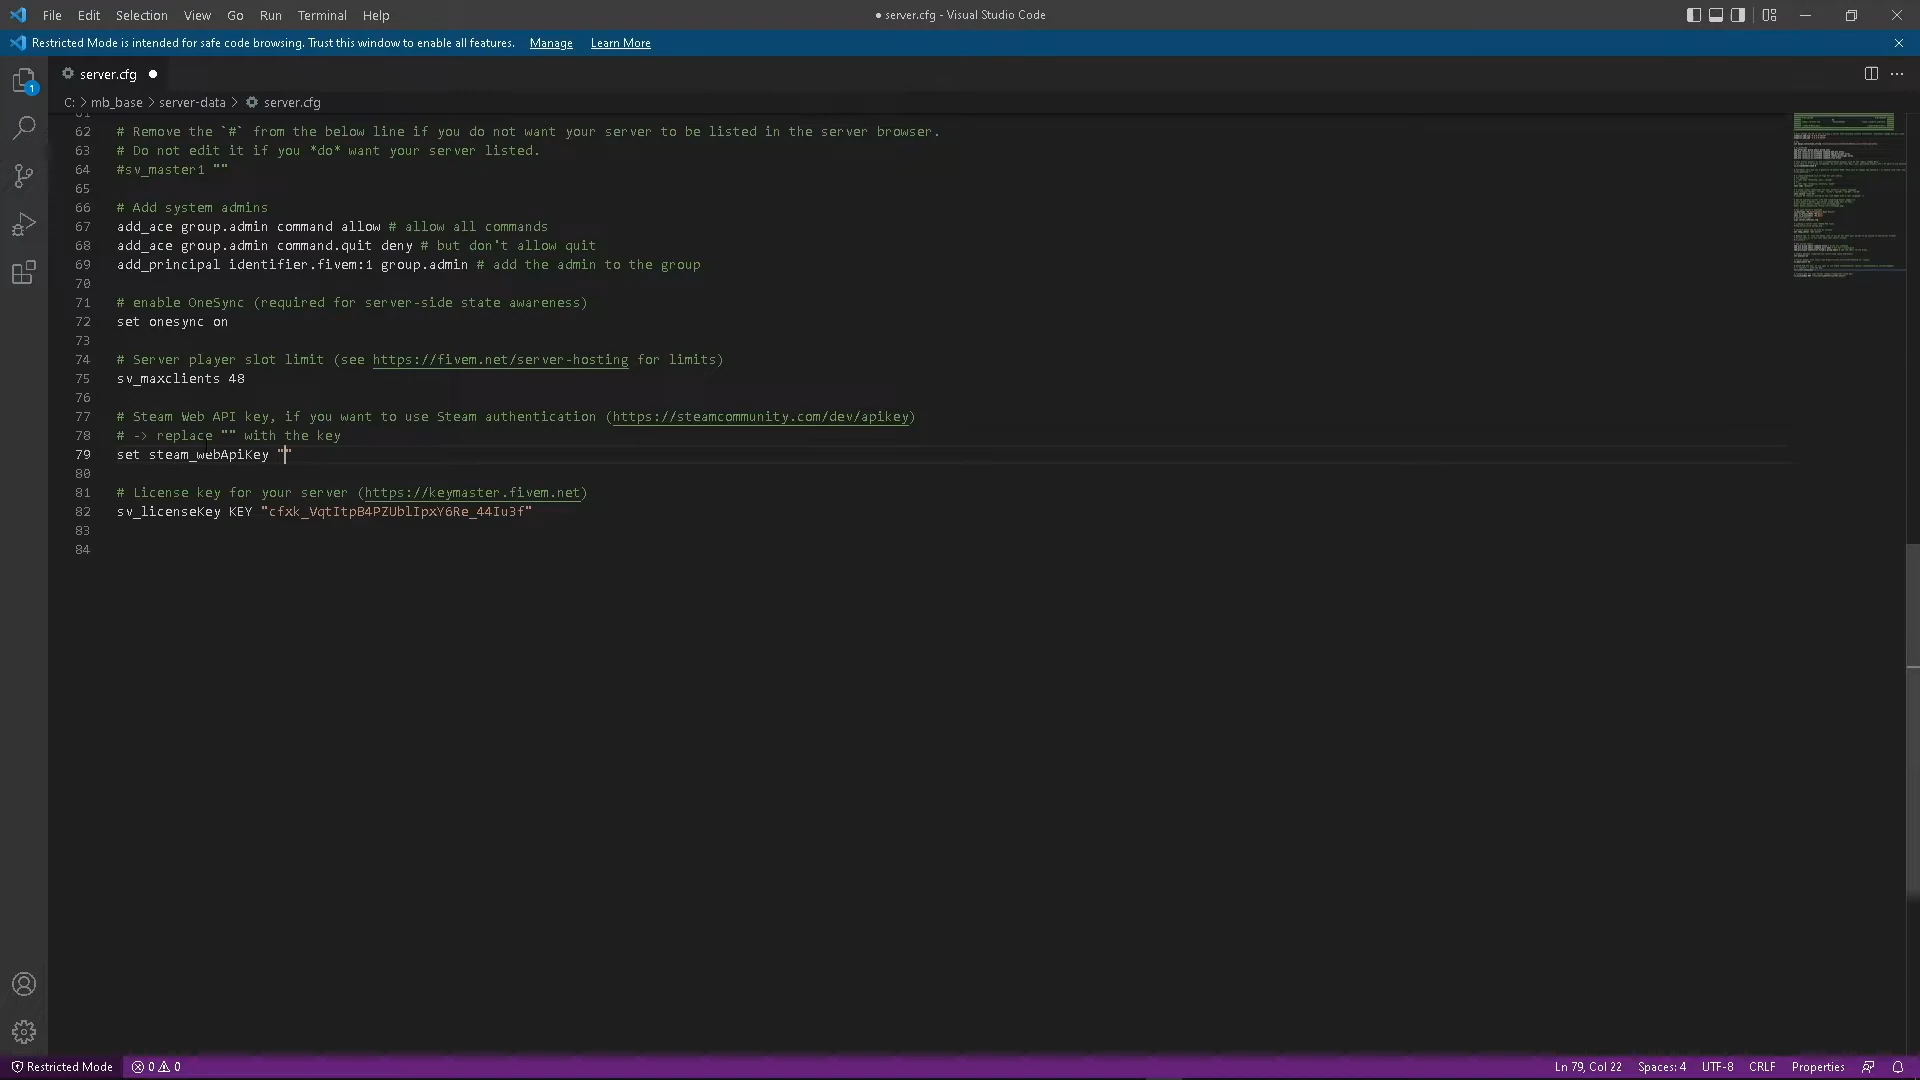 File Edit Selection View Go Run Terminal Help
● server.cfg - Visual Studio Code
Restricted Mode is intended for safe code browsing. Trust this window to enable all features. Manage Learn More
1
server.cfg
C: > mb_base > server-data > server.cfg
61
62 # Remove the `#` from the below line if you do not want your server to be listed in the server browser.
63 # Do not edit it if you *do* want your server listed.
64 #sv_master1 ""
65
66 # Add system admins
67 add_ace group.admin command allow # allow all commands
68 add_ace group.admin command.quit deny # but don't allow quit
69 add_principal identifier.fivem:1 group.admin # add the admin to the group
70
71 # enable OneSync (required for server-side state awareness)
72 set onesync on
73
74 # Server player slot limit (see https://fivem.net/server-hosting for limits)
75 sv_maxclients 48
76
77 # Steam Web API key, if you want to use Steam authentication (https://steamcommunity.com/dev/apikey)
78 # -> replace "" with the key
79 set steam_webApiKey ""
80
81 # License key for your server (https://keymaster.fivem.net)
82 sv_licenseKey KEY "cfxk_VqtItpB4PZUblIpxY6Re_44Iu3f"
83
84
Restricted Mode 0 0 Ln 79, Col 22 Spaces: 4 UTF-8 CRLF Properties